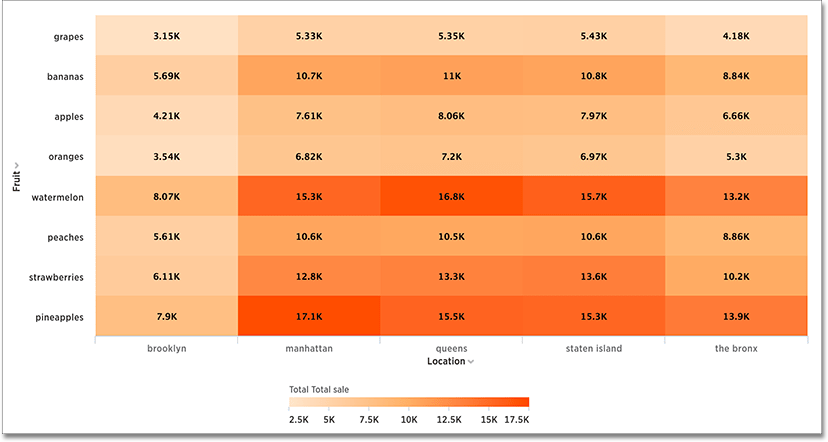 grapes 3.15K 5.33K 5.35K 5.43K 4.18K
bananas 5.69K 10.7K 11K 10.8K 8.84K
apples 4.21K 7.61K 8.06K 7.97K 6.66K
oranges 3.54K 6.82K 7.2K 6.97K 5.3K
Fruit
watermelon 8.07K 15.3K 16.8K 15.7K 13.2K
peaches 5.61K 10.6K 10.5K 10.6K 8.86K
strawberries 6.11K 12.8K 13.3K 13.6K 10.2K
pineapples 7.9K 17.1K 15.5K 15.3K 13.9K
brooklyn manhattan queens staten island the bronx
Location
Total Total sale
2.5K 5K 7.5K 10K 12.5K 15K 17.5K